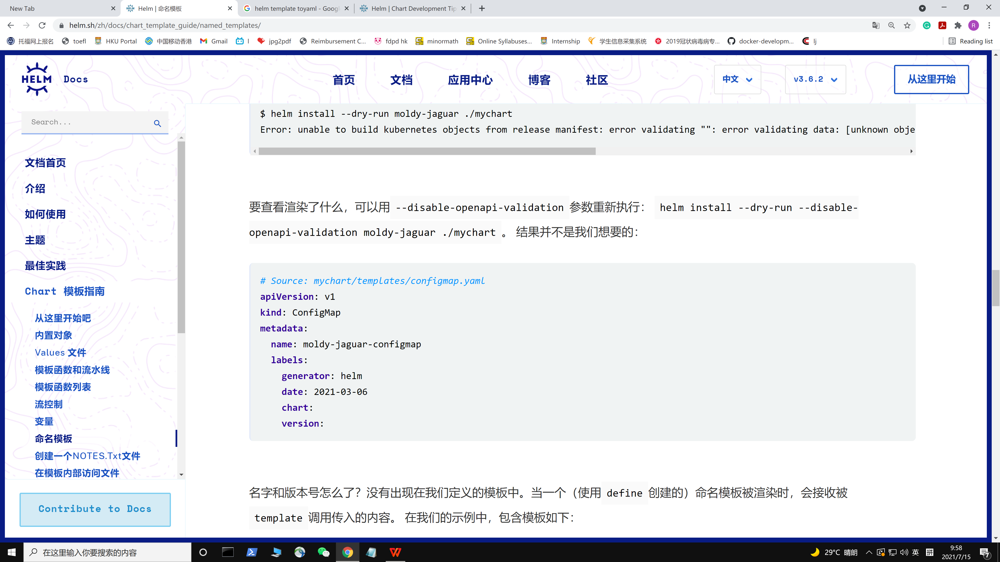 New Tab
Helm | 命名模板
helm template toyaml - Googl
Helm | Chart Development Tip
helm.sh/zh/docs/chart_template_guide/named_templates/
R
托福网上报名
toefl
HKU Portal
中国移动香港
Gmail
l
jpg2pdf
Reimbursement C...
fdpd hk
minormath
Online Syllabuses...
Internship
学生信息采集系统
2019冠状病毒病专...
docker-developm...
lj
Reading list
HELM Docs
首页
文档
应用中心
博客
社区
中文
v3.6.2
从这里开始
Search...
文档首页
介绍
如何使用
主题
最佳实践
Chart 模板指南
从这里开始吧
内置对象
Values 文件
模板函数和流水线
模板函数列表
流控制
变量
命名模板
创建一个NOTES.Txt文件
在模板内部访问文件
Contribute to Docs
$ helm install --dry-run moldy-jaguar ./mychart
Error: unable to build kubernetes objects from release manifest: error validating "": error validating data: [unknown obje
要查看渲染了什么，可以用 --disable-openapi-validation 参数重新执行： helm install --dry-run --disable-
openapi-validation moldy-jaguar ./mychart 。 结果并不是我们想要的：
# Source: mychart/templates/configmap.yaml
apiVersion: v1
kind: ConfigMap
metadata:
  name: moldy-jaguar-configmap
  labels:
    generator: helm
    date: 2021-03-06
    chart:
    version:
名字和版本号怎么了？没有出现在我们定义的模板中。当一个（使用 define 创建的）命名模板被渲染时，会接收被
template 调用传入的内容。 在我们的示例中，包含模板如下：
在这里输入你要搜索的内容
29°C 晴朗
英
拼
9:58
2021/7/15
7